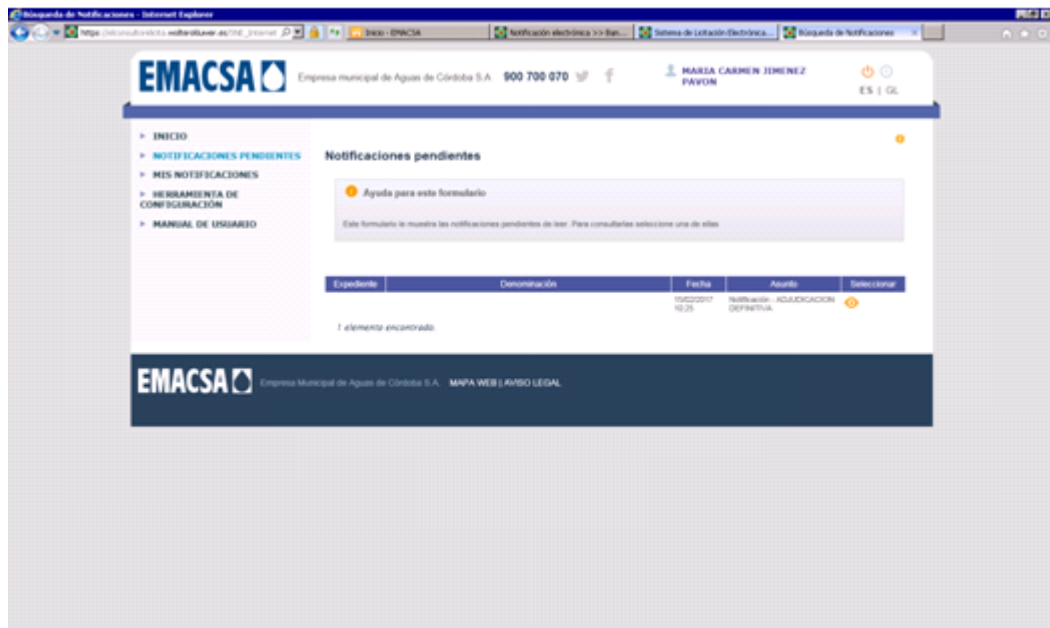 Búsqueda de Notificaciones - Internet Explorer
Inicio - EMACSA
Notificación electrónica >> Ban...
Sistema de Licitación Electrónica...
Búsqueda de Notificaciones
EMACSA
Empresa municipal de Aguas de Córdoba S.A.
900 700 070
MARIA CARMEN JIMENEZ
PAVON
ES | GL
INICIO
NOTIFICACIONES PENDIENTES
MIS NOTIFICACIONES
HERRAMIENTA DE
CONFIGURACIÓN
MANUAL DE USUARIO
Notificaciones pendientes
Ayuda para este formulario
Este formulario le muestra las notificaciones pendientes de leer. Para consultarlas seleccione una de ellas
Expediente Denominación Fecha Asunto Seleccionar
15/02/2017 Notificación - ADJUDICACION
10:25 DEFINITIVA
1 elemento encontrado.
EMACSA
Empresa Municipal de Aguas de Córdoba S.A. MAPA WEB | AVISO LEGAL